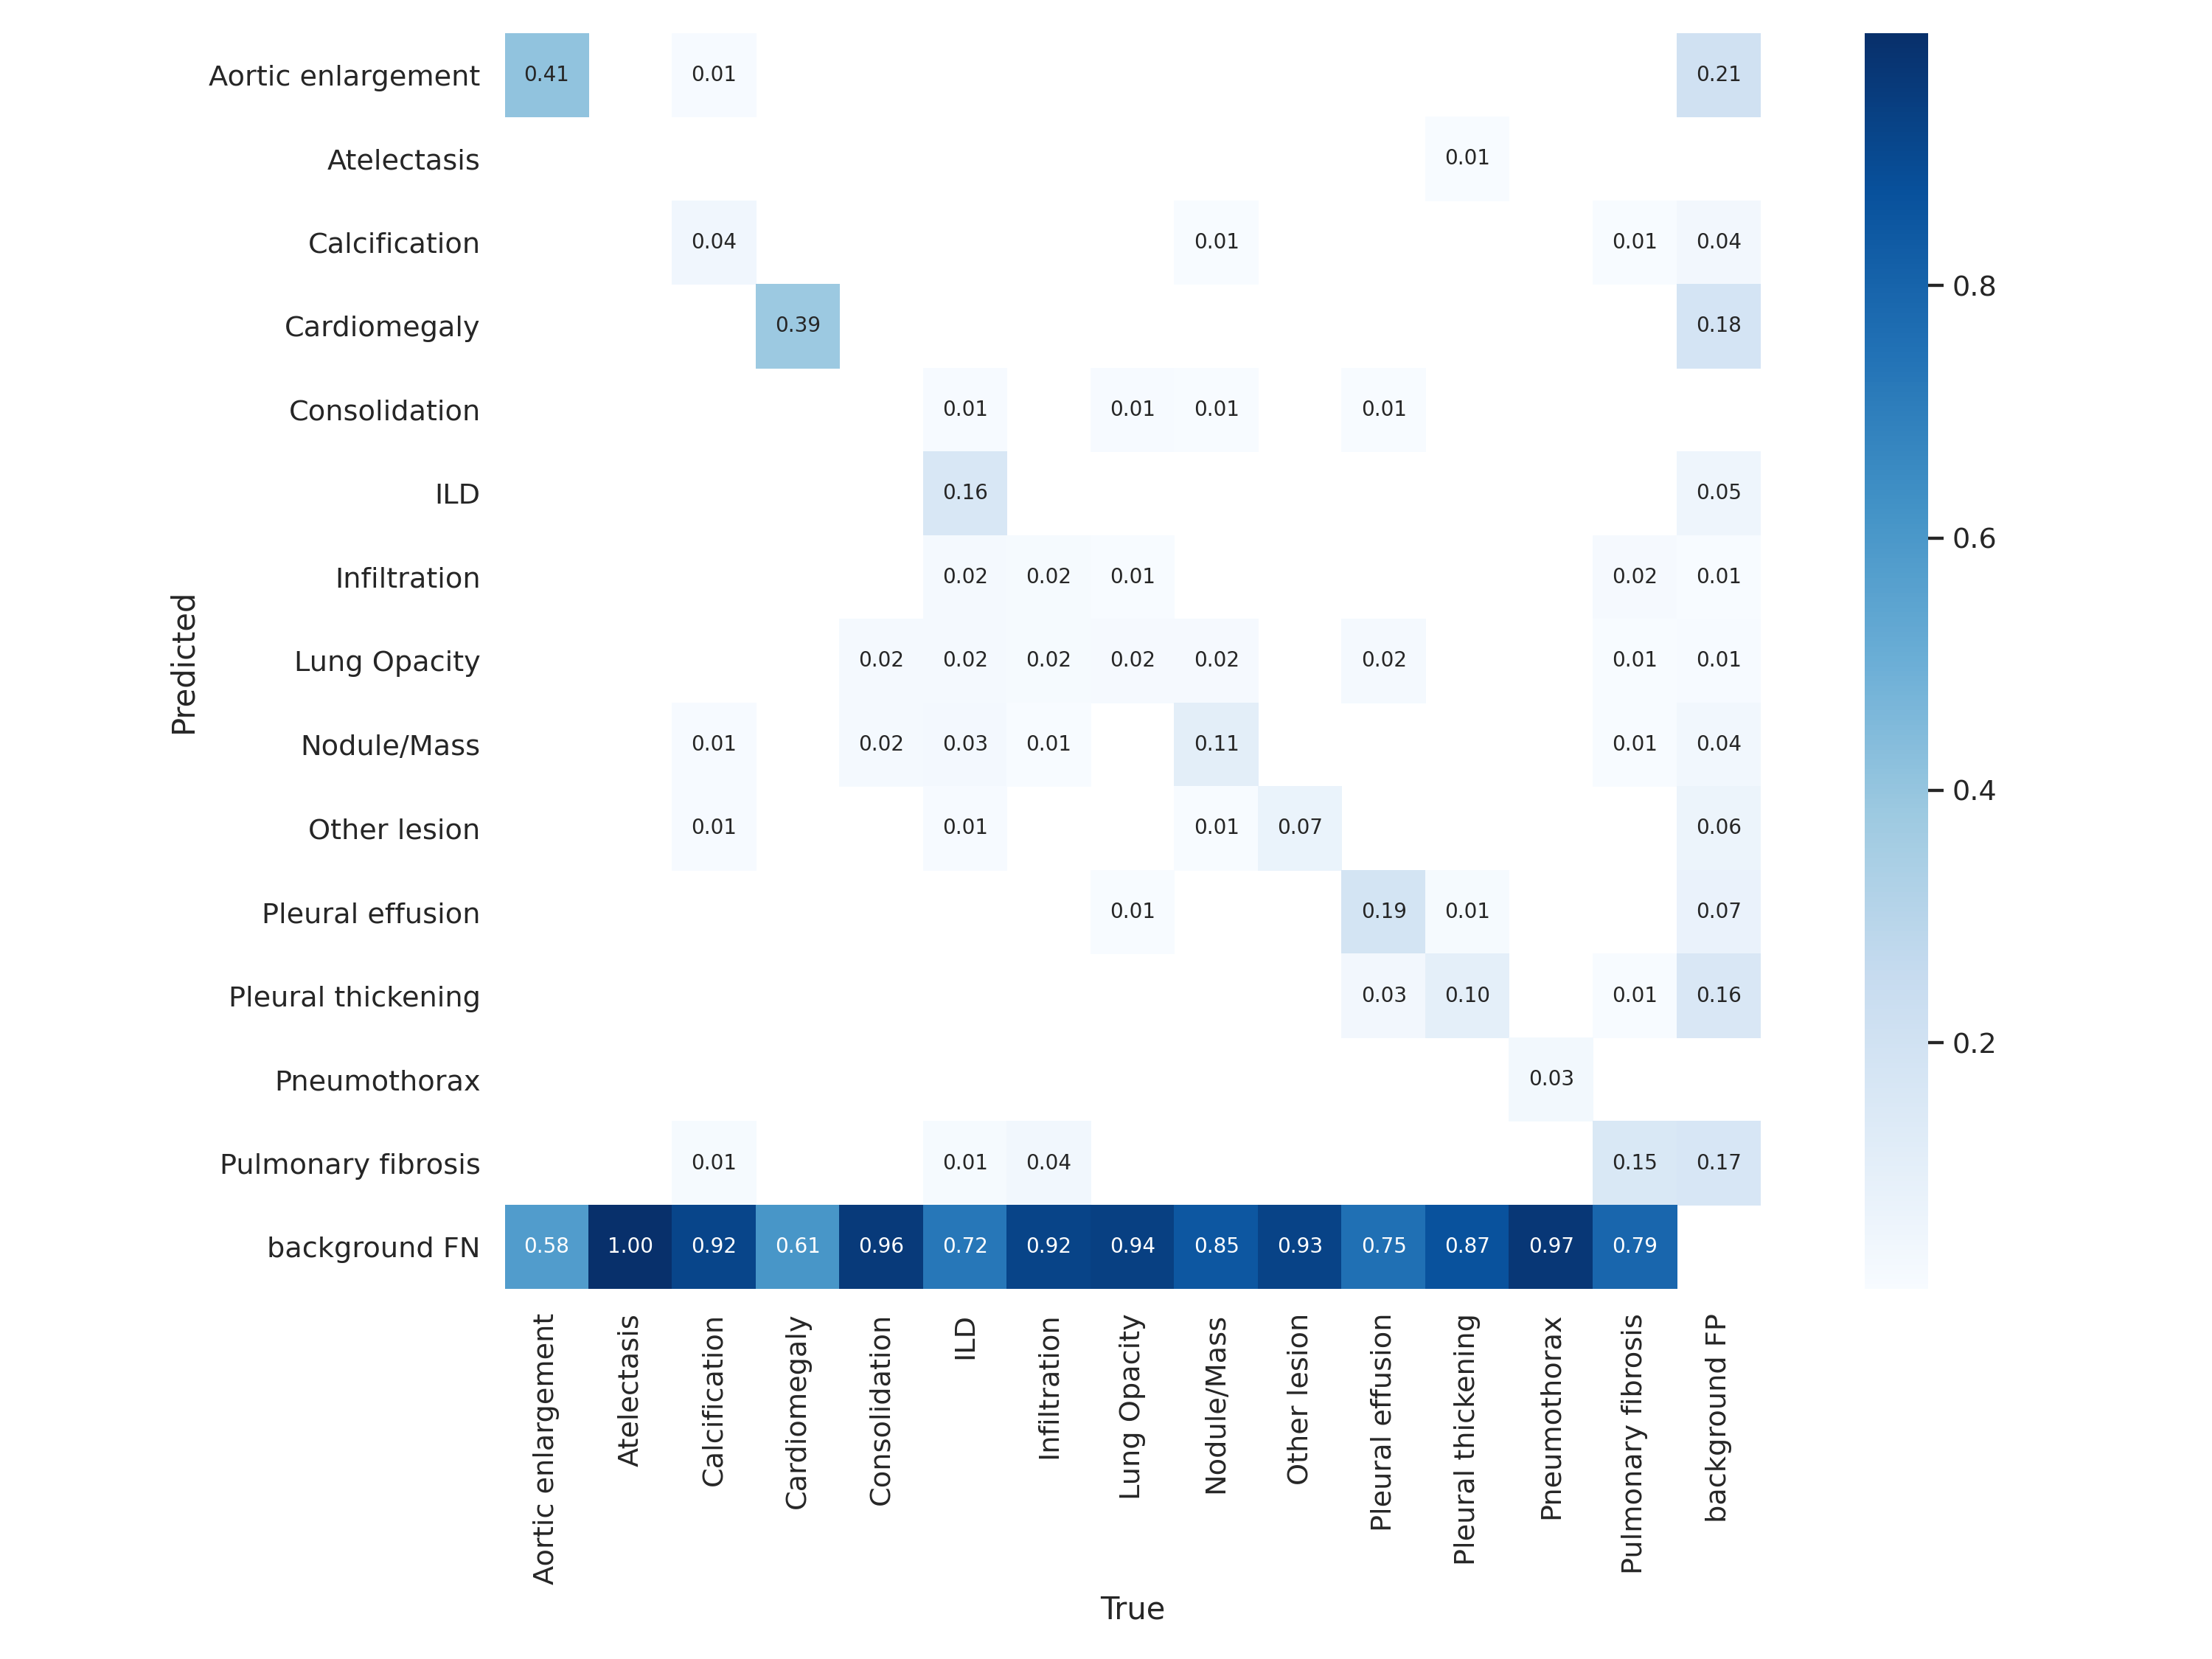 Aortic enlargement 0.41 0.01 0.21
Atelectasis 0.01
Calcification 0.04 0.01 0.01 0.04
Cardiomegaly 0.39 0.18
Consolidation 0.01 0.01 0.01 0.01
ILD 0.16 0.05
Infiltration 0.02 0.02 0.01 0.02 0.01
Lung Opacity 0.02 0.02 0.02 0.02 0.02 0.02 0.01 0.01
Nodule/Mass 0.01 0.02 0.03 0.01 0.11 0.01 0.04
Other lesion 0.01 0.01 0.01 0.07 0.06
Pleural effusion 0.01 0.19 0.01 0.07
Pleural thickening 0.03 0.10 0.01 0.16
Pneumothorax 0.03
Pulmonary fibrosis 0.01 0.01 0.04 0.15 0.17
background FN 0.58 1.00 0.92 0.61 0.96 0.72 0.92 0.94 0.85 0.93 0.75 0.87 0.97 0.79
Predicted
Aortic enlargement
Atelectasis
Calcification
Cardiomegaly
Consolidation
ILD
Infiltration
Lung Opacity
Nodule/Mass
Other lesion
Pleural effusion
Pleural thickening
Pneumothorax
Pulmonary fibrosis
background FP
True
0.8
0.6
0.4
0.2